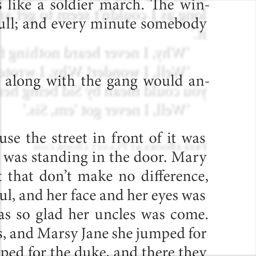 s like a soldier march. The win-
ull; and every minute somebody
along with the gang would an-
use the street in front of it was
was standing in the door. Mary
t that don't make no difference,
ul, and her face and her eyes was
as so glad her uncles was come.
s, and Marsy Jane she jumped for
ped for the duke, and there they